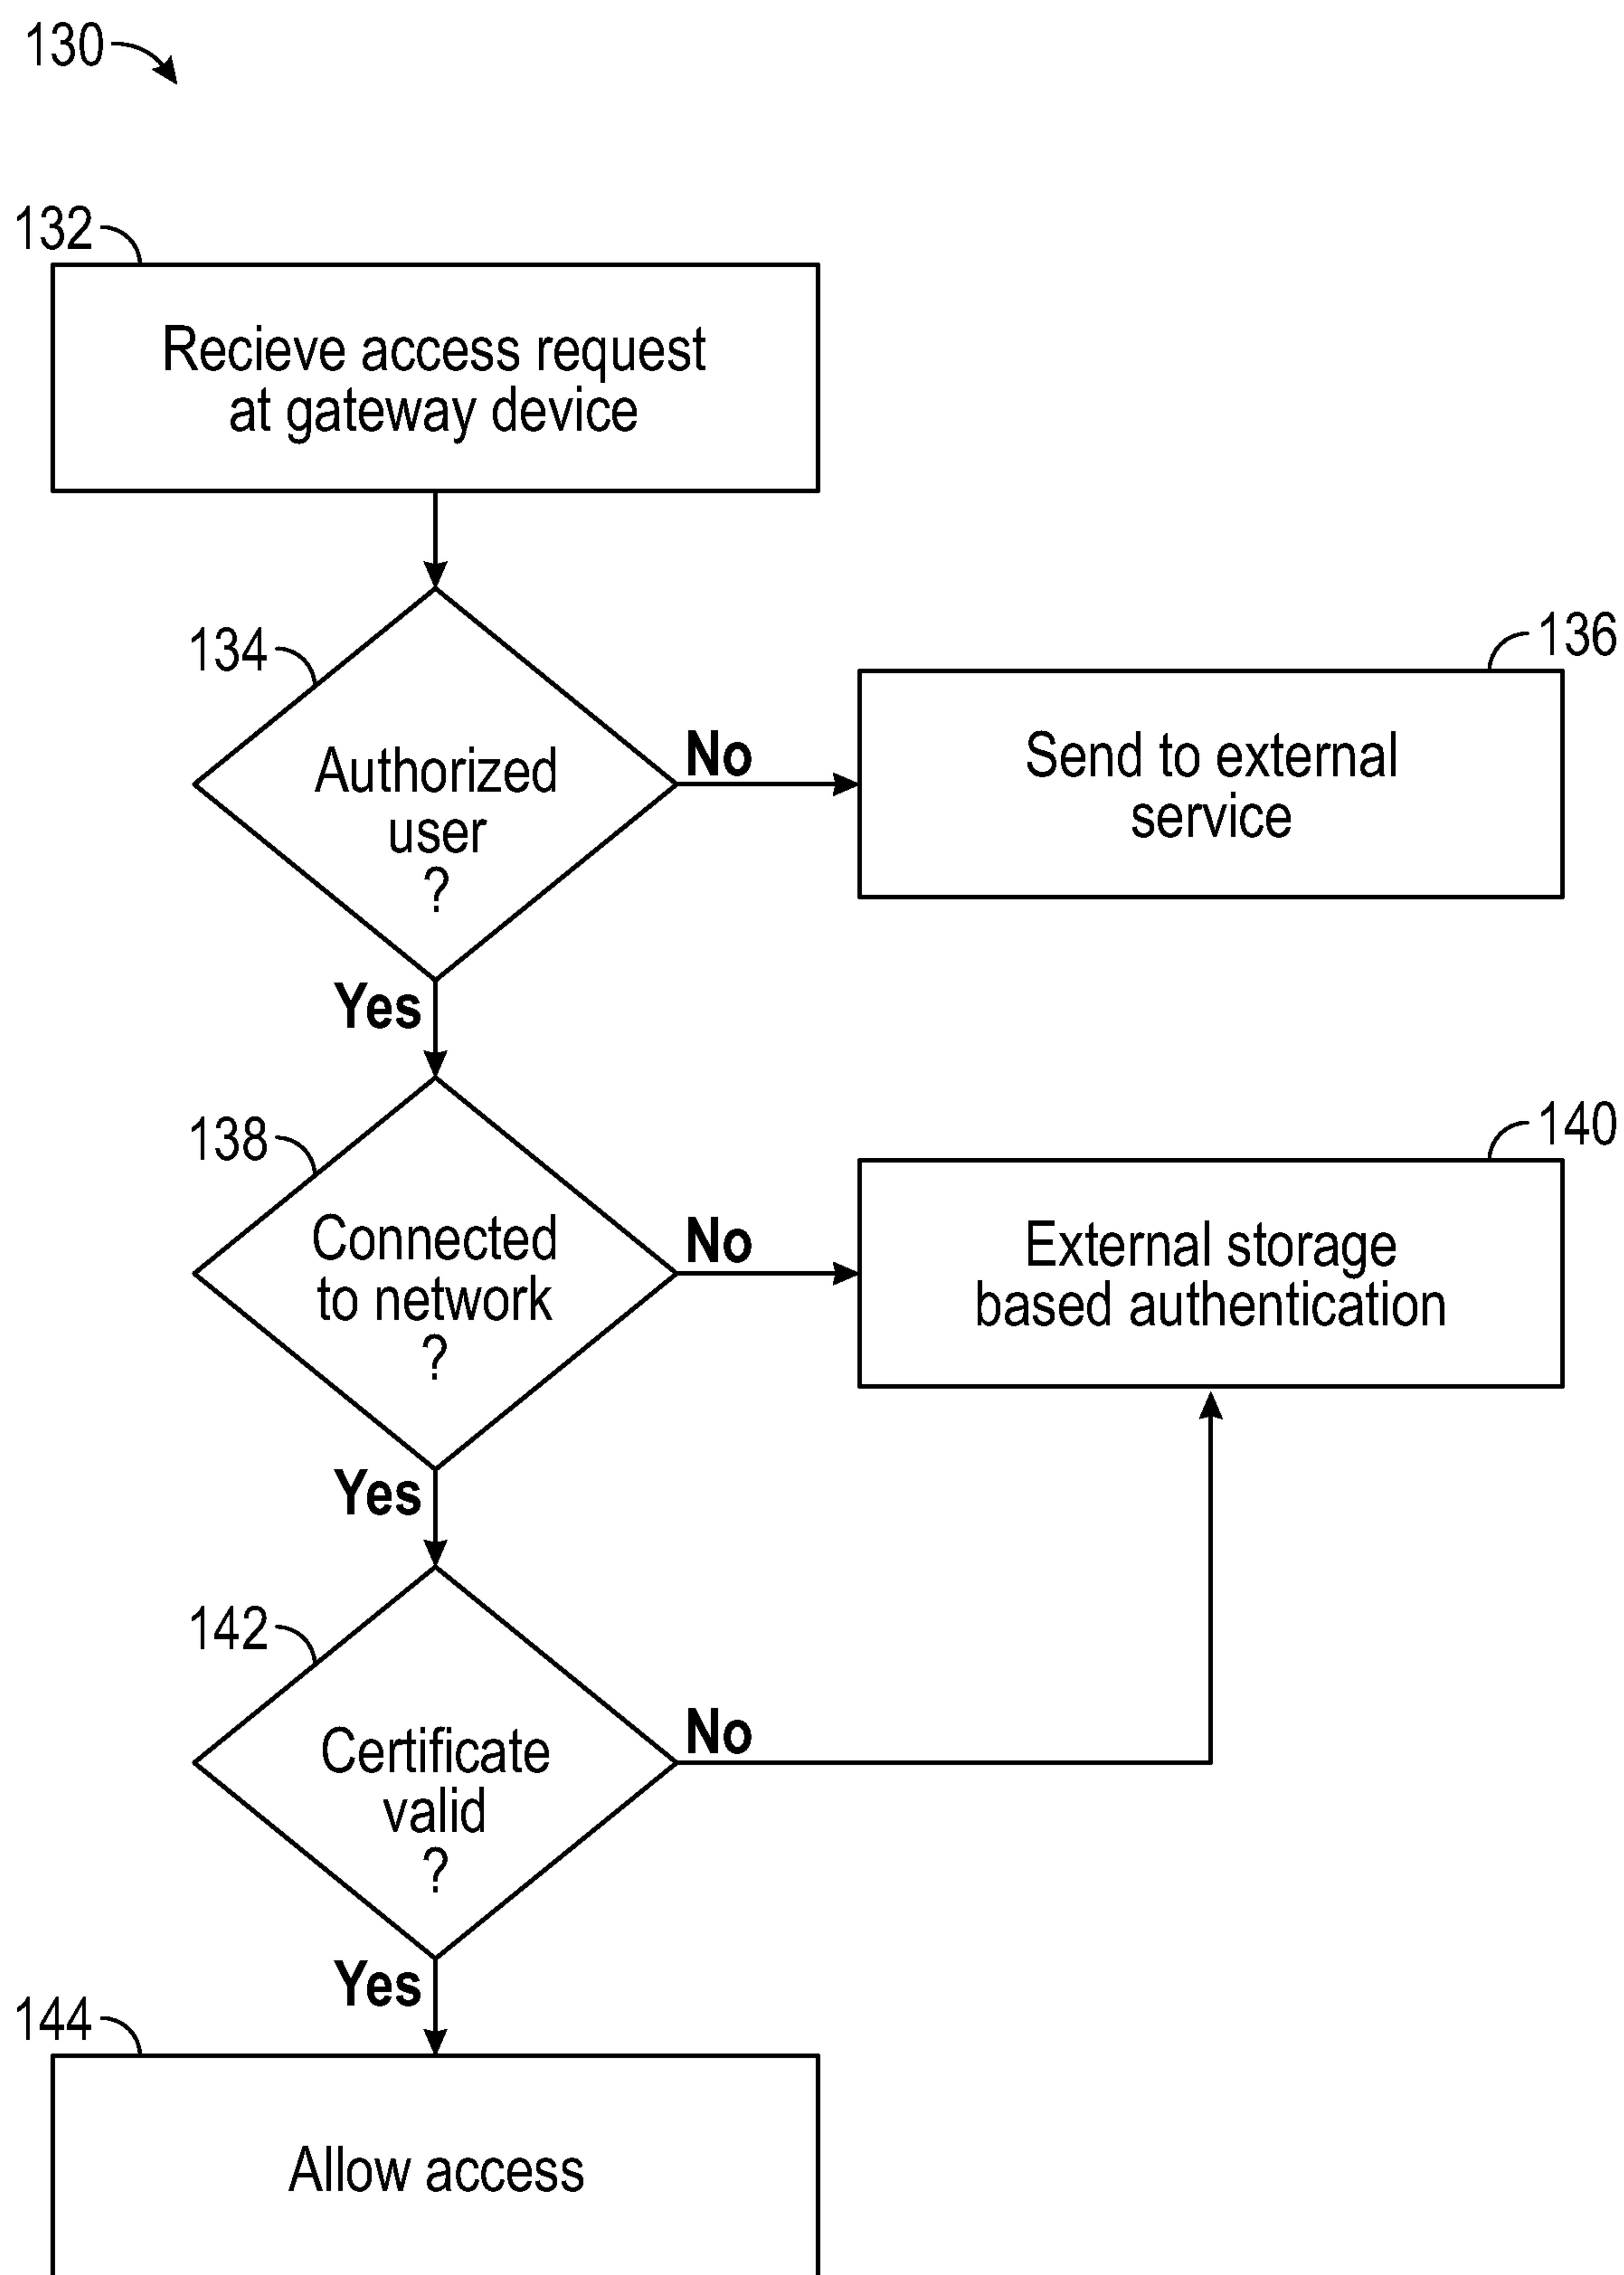 130
132
Recieve access request
at gateway device
134
Authorized
user
?
No
136
Send to external
service
Yes
138
Connected
to network
?
No
140
External storage
based authentication
Yes
142
Certificate
valid
?
No
Yes
144
Allow access